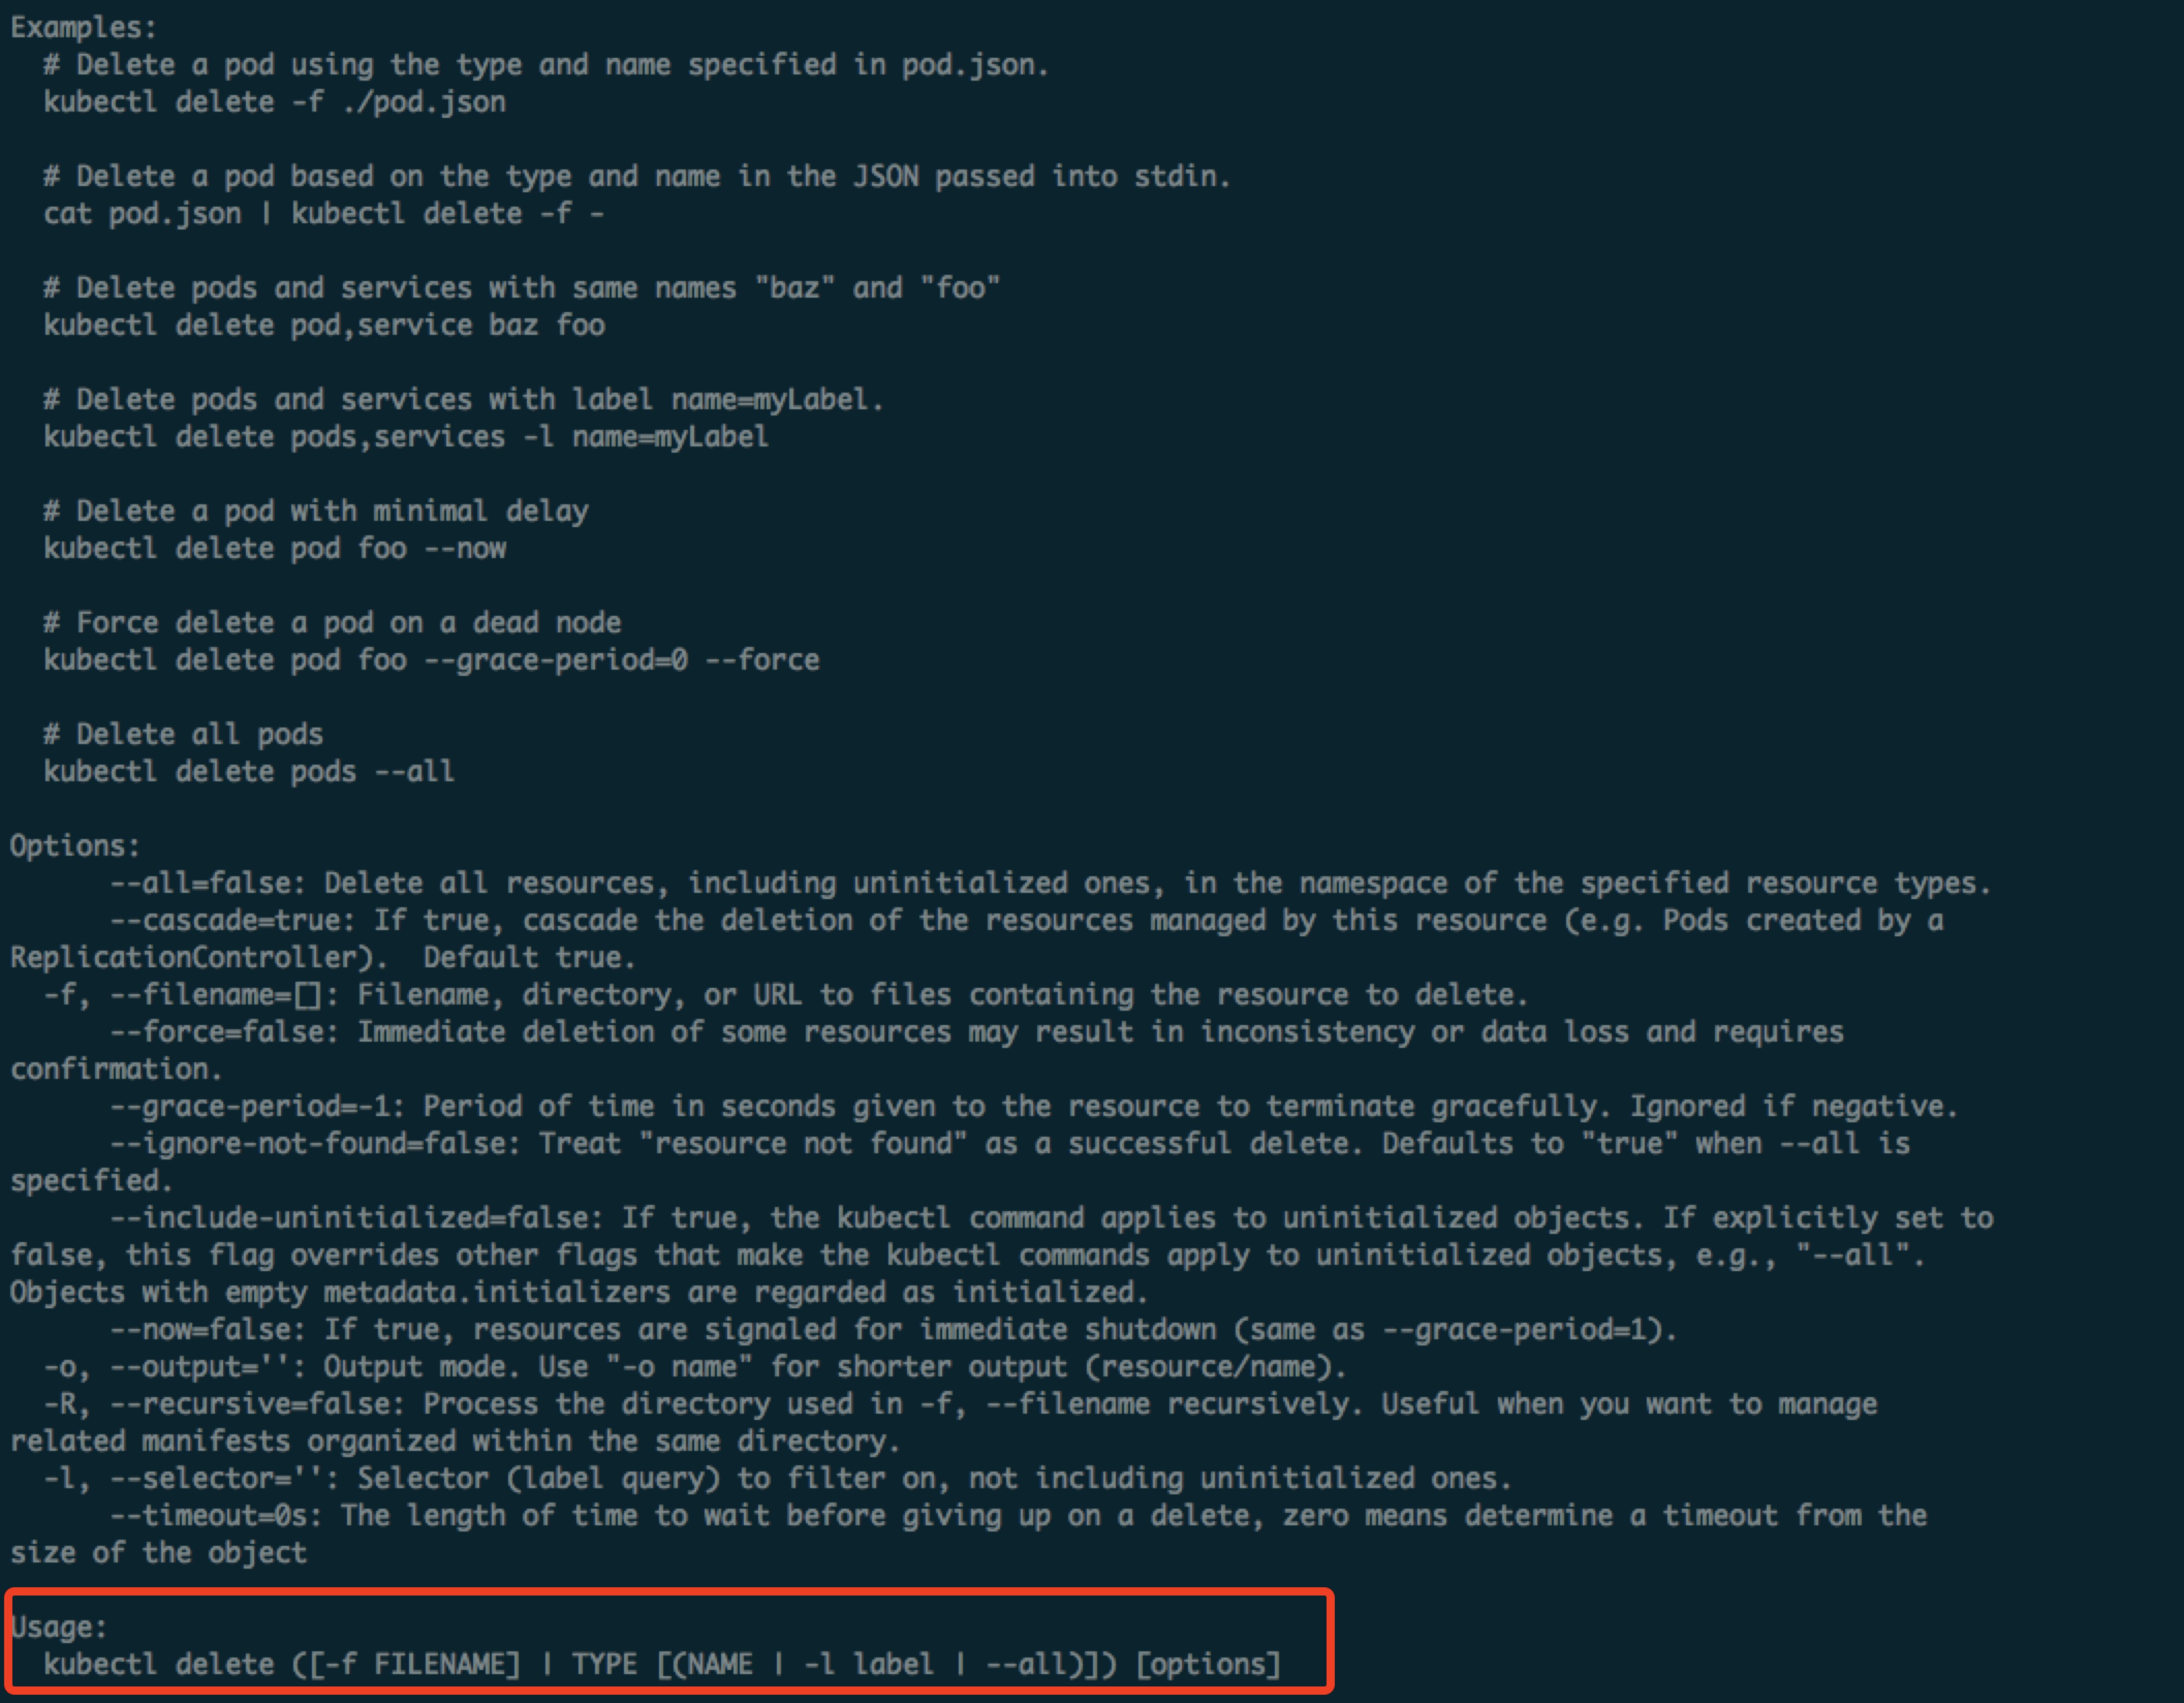 Examples:
  # Delete a pod using the type and name specified in pod.json.
  kubectl delete -f ./pod.json

  # Delete a pod based on the type and name in the JSON passed into stdin.
  cat pod.json | kubectl delete -f -

  # Delete pods and services with same names "baz" and "foo"
  kubectl delete pod,service baz foo

  # Delete pods and services with label name=myLabel.
  kubectl delete pods,services -l name=myLabel

  # Delete a pod with minimal delay
  kubectl delete pod foo --now

  # Force delete a pod on a dead node
  kubectl delete pod foo --grace-period=0 --force

  # Delete all pods
  kubectl delete pods --all

Options:
      --all=false: Delete all resources, including uninitialized ones, in the namespace of the specified resource types.
      --cascade=true: If true, cascade the deletion of the resources managed by this resource (e.g. Pods created by a
ReplicationController).  Default true.
  -f, --filename=[]: Filename, directory, or URL to files containing the resource to delete.
      --force=false: Immediate deletion of some resources may result in inconsistency or data loss and requires
confirmation.
      --grace-period=-1: Period of time in seconds given to the resource to terminate gracefully. Ignored if negative.
      --ignore-not-found=false: Treat "resource not found" as a successful delete. Defaults to "true" when --all is
specified.
      --include-uninitialized=false: If true, the kubectl command applies to uninitialized objects. If explicitly set to
false, this flag overrides other flags that make the kubectl commands apply to uninitialized objects, e.g., "--all".
Objects with empty metadata.initializers are regarded as initialized.
      --now=false: If true, resources are signaled for immediate shutdown (same as --grace-period=1).
  -o, --output='': Output mode. Use "-o name" for shorter output (resource/name).
  -R, --recursive=false: Process the directory used in -f, --filename recursively. Useful when you want to manage
related manifests organized within the same directory.
  -l, --selector='': Selector (label query) to filter on, not including uninitialized ones.
      --timeout=0s: The length of time to wait before giving up on a delete, zero means determine a timeout from the
size of the object

Usage:
  kubectl delete ([-f FILENAME] | TYPE [(NAME | -l label | --all)]) [options]